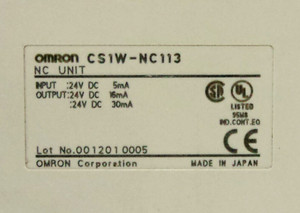 OMRON CS1W-NC113
NC UNIT
INPUT :24V DC 5mA
OUTPUT:24V DC 16mA
:24V DC 30mA
LISTED
95MB
IND.CONT.EQ
Lot No.0012010005
OMRON Corporation MADE IN JAPAN